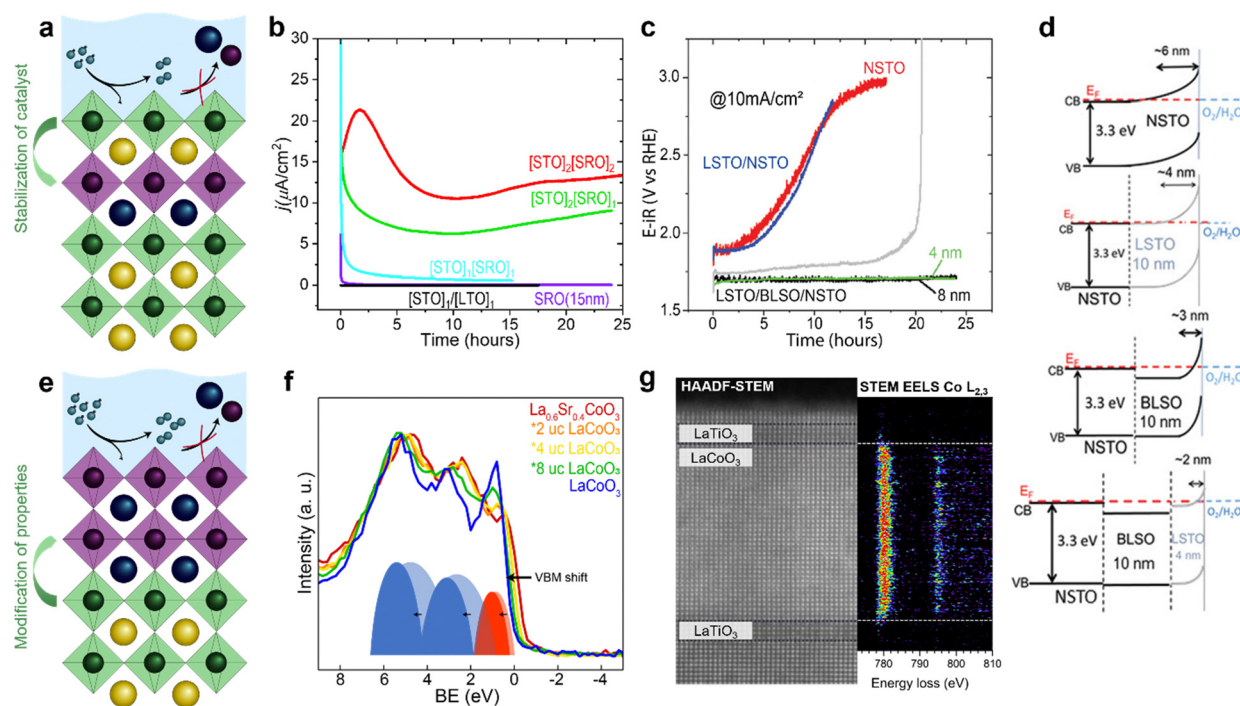 a
Stabilization of catalyst
b
j(μA/cm²)
30
25
20
15
10
5
0
[STO]₂[SRO]₂
[STO]₂[SRO]₁
[STO]₁[SRO]₁
[STO]₁/[LTO]₁
SRO(15nm)
0 5 10 15 20 25
Time (hours)
c
E-iR (V vs RHE)
3.0
2.5
2.0
1.5
@10mA/cm²
NSTO
LSTO/NSTO
4 nm
LSTO/BLSO/NSTO
8 nm
0 5 10 15 20 25
Time (hours)
d
~6 nm
E_F
CB
NSTO
O₂/H₂O
3.3 eV
VB
~4 nm
E_F
CB
O₂/H₂O
3.3 eV
LSTO
10 nm
VB
NSTO
~3 nm
E_F
CB
O₂/H₂O
3.3 eV
BLSO
10 nm
VB
NSTO
~2 nm
E_F
CB
O₂/H₂O
3.3 eV
BLSO
10 nm
LSTO
4 nm
VB
NSTO
e
Modification of properties
f
Intensity (a. u.)
La₀.₆Sr₀.₄CoO₃
*2 uc LaCoO₃
*4 uc LaCoO₃
*8 uc LaCoO₃
LaCoO₃
VBM shift
8 6 4 2 0 -2 -4
BE (eV)
g
HAADF-STEM
STEM EELS Co L₂,₃
LaTiO₃
LaCoO₃
LaTiO₃
780 790 800 810
Energy loss (eV)